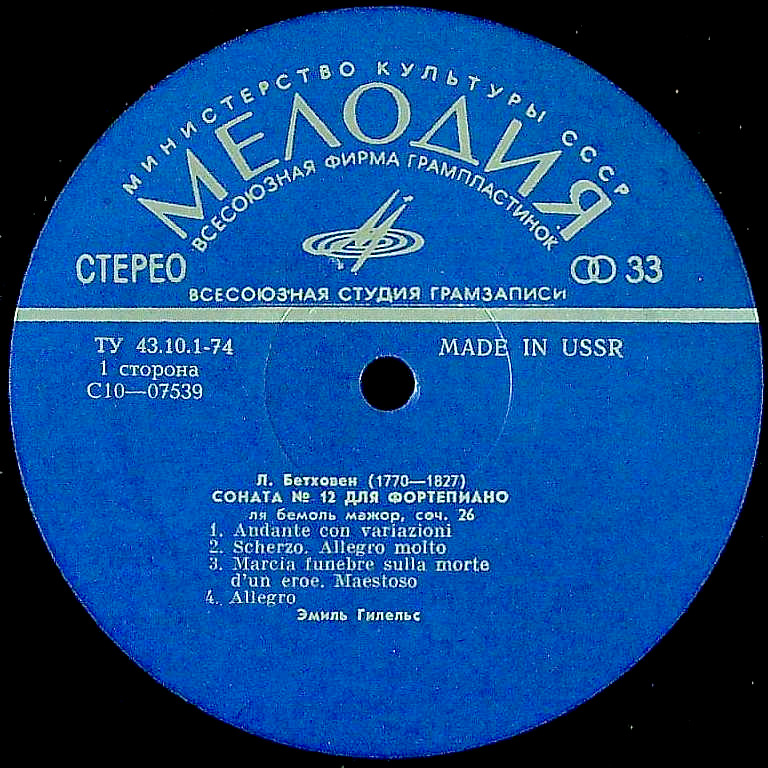 МИНИСТЕРСТВО КУЛЬТУРЫ СССР
МЕЛОДИЯ
ВСЕСОЮЗНАЯ ФИРМА ГРАМПЛАСТИНОК
СТЕРЕО
33
ВСЕСОЮЗНАЯ СТУДИЯ ГРАМЗАПИСИ
ТУ 43.10.1-74
MADE IN USSR
1 сторона
С10—07539
Л. Бетховен (1770—1827)
СОНАТА № 12 ДЛЯ ФОРТЕПИАНО
ля бемоль мажор, соч. 26
1. Andante con variazioni
2. Scherzo. Allegro molto
3. Marcia funebre sulla morte
d'un eroe. Maestoso
4. Allegro
Эмиль Гилельс